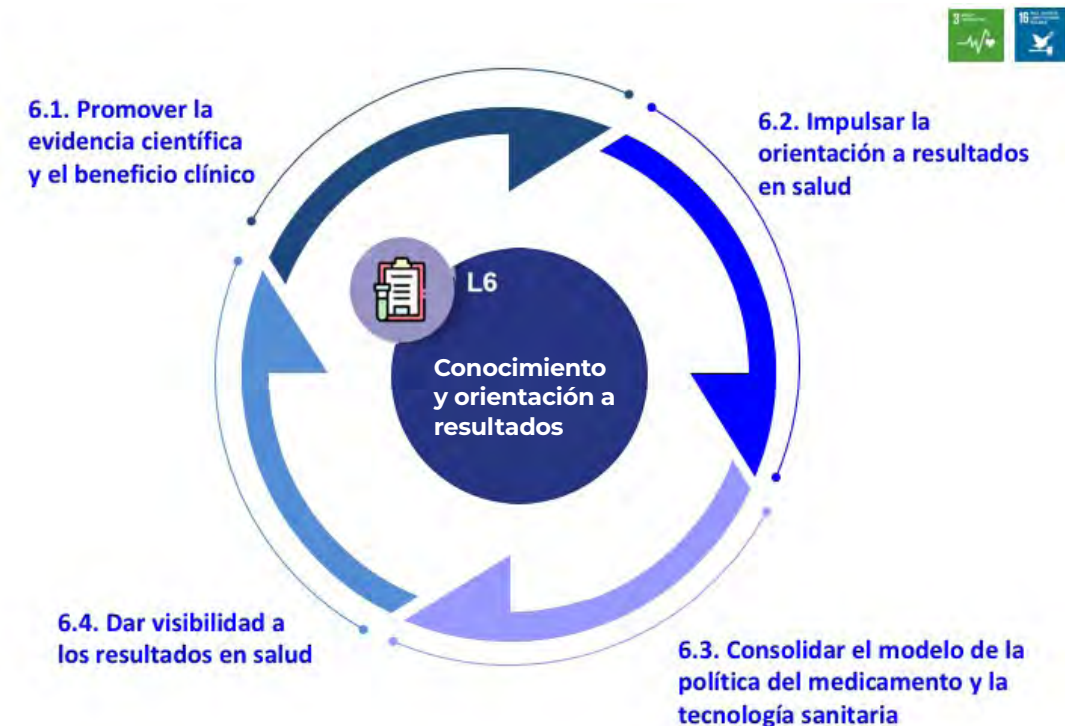 3
16
6.1. Promover la
evidencia científica
y el beneficio clínico
6.2. Impulsar la
orientación a resultados
en salud
L6
Conocimiento
y orientación a
resultados
6.4. Dar visibilidad a
los resultados en salud
6.3. Consolidar el modelo de la
política del medicamento y la
tecnología sanitaria